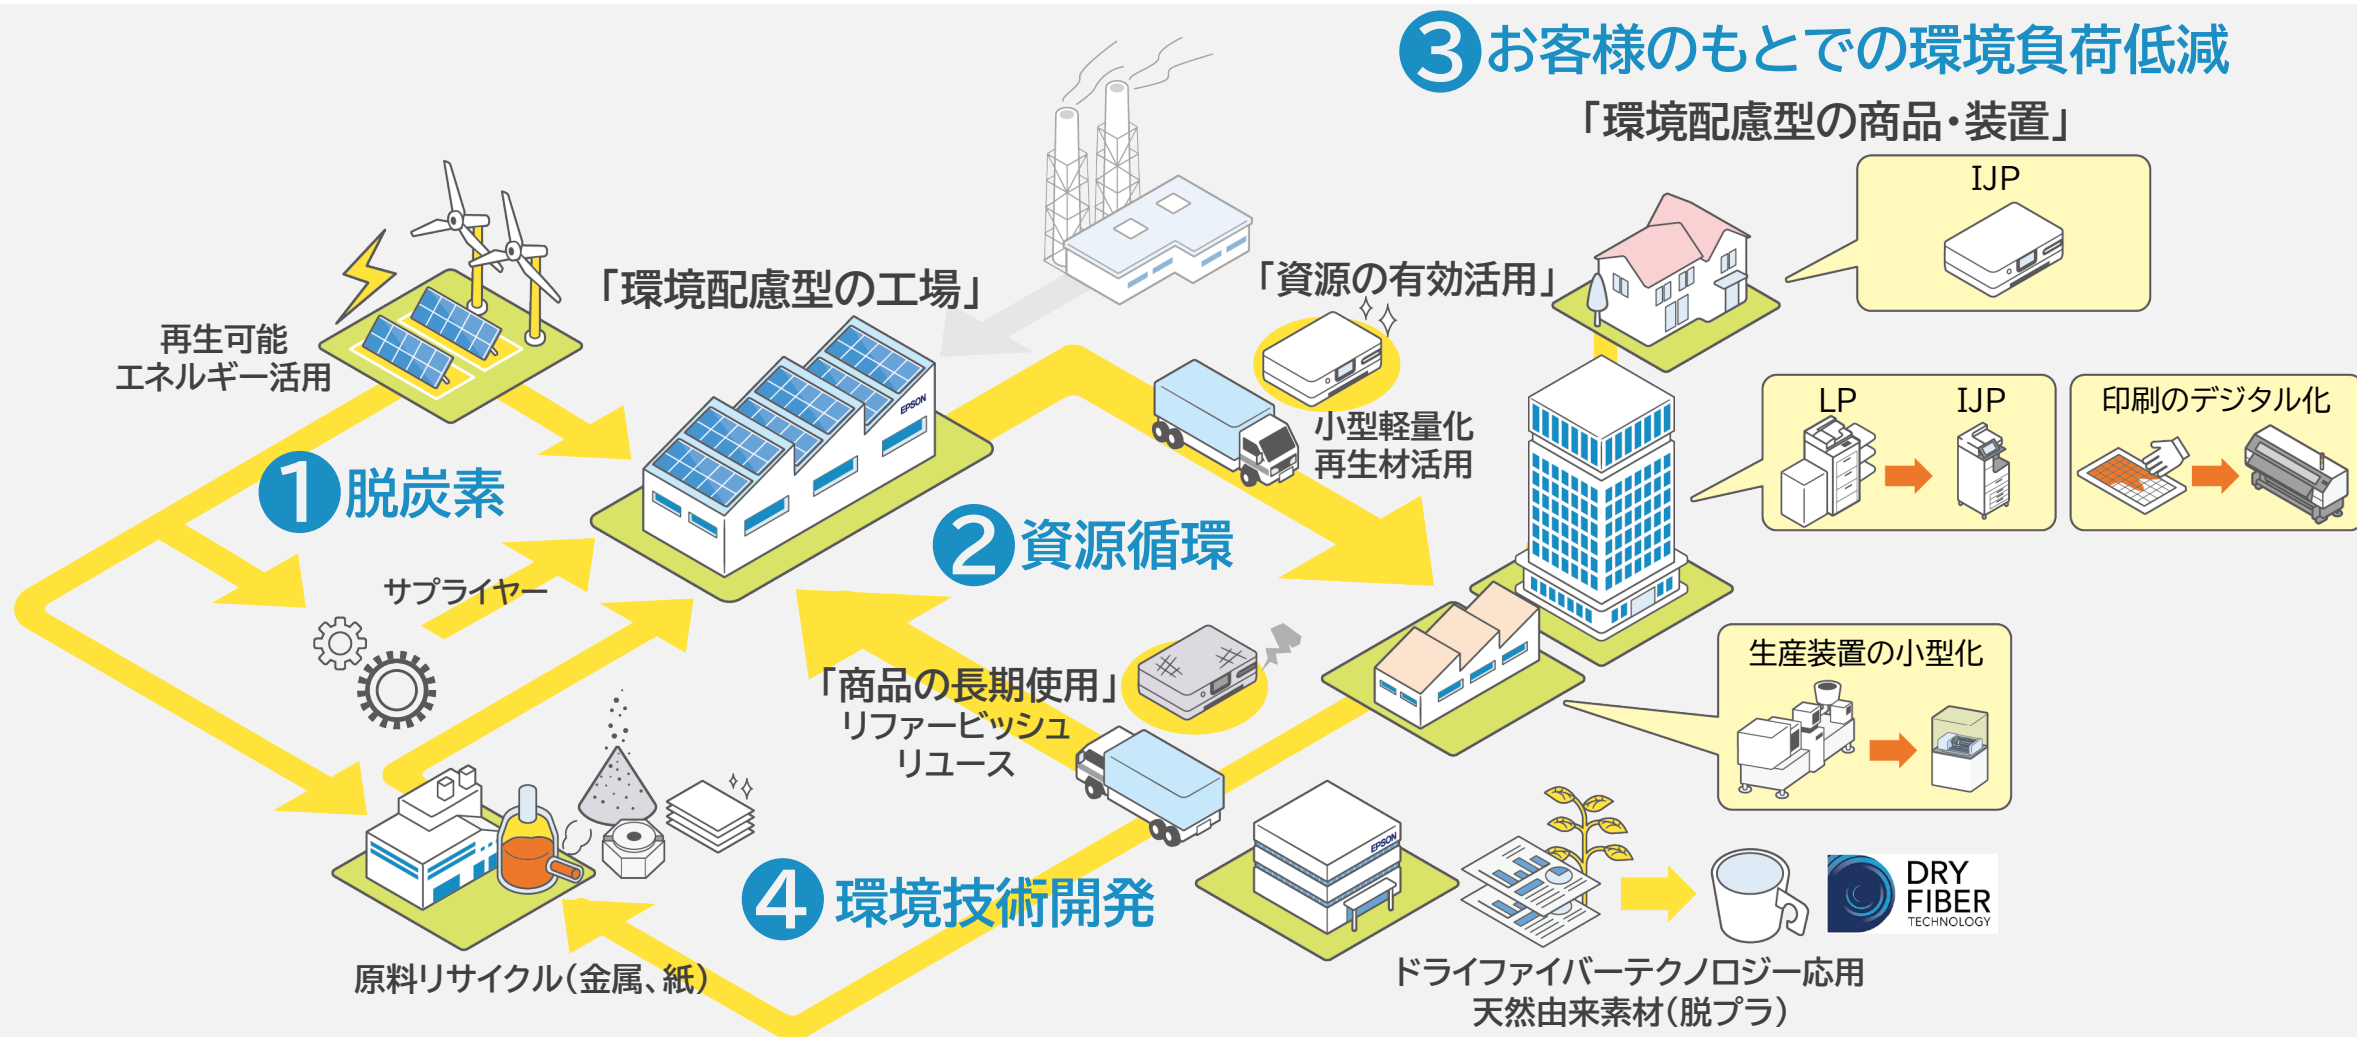 ❸お客様のもとでの環境負荷低減
「環境配慮型の商品・装置」
IJP
「環境配慮型の工場」
「資源の有効活用」
再生可能
エネルギー活用
EPSON
小型軽量化
再生材活用
LP
IJP
印刷のデジタル化
❶脱炭素
❷資源循環
サプライヤー
「商品の長期使用」
リファービッシュ
リユース
生産装置の小型化
❹環境技術開発
EPSON
DRY
FIBER
TECHNOLOGY
原料リサイクル(金属、紙)
ドライファイバーテクノロジー応用
天然由来素材(脱プラ)